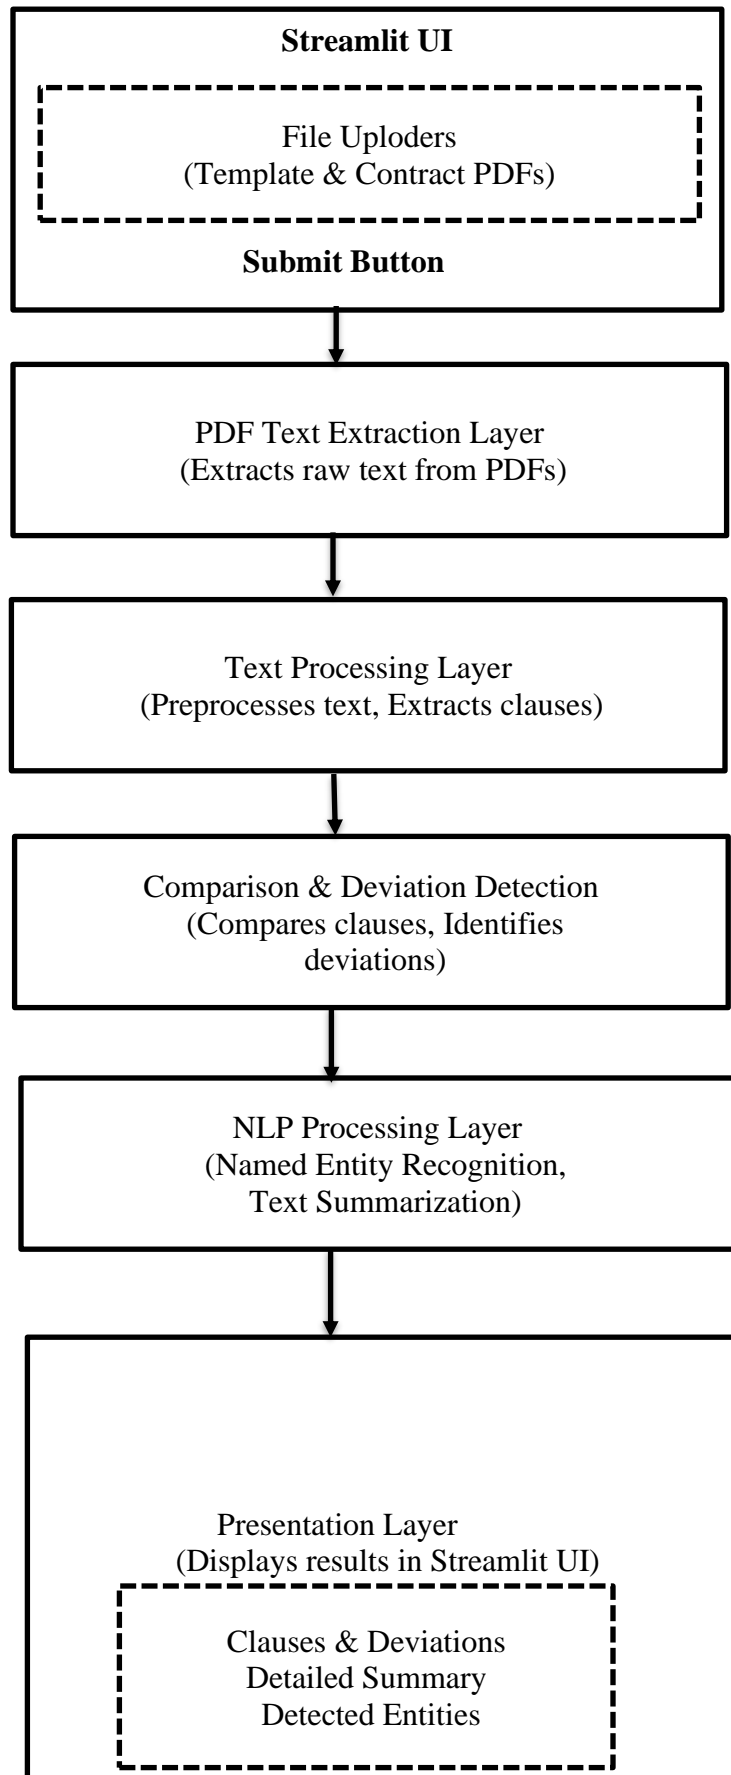 Streamlit UI
File Uploders
(Template & Contract PDFs)
Submit Button
PDF Text Extraction Layer
(Extracts raw text from PDFs)
Text Processing Layer
(Preprocesses text, Extracts clauses)
Comparison & Deviation Detection
(Compares clauses, Identifies
deviations)
NLP Processing Layer
(Named Entity Recognition,
Text Summarization)
Presentation Layer
(Displays results in Streamlit UI)
Clauses & Deviations
Detailed Summary
Detected Entities